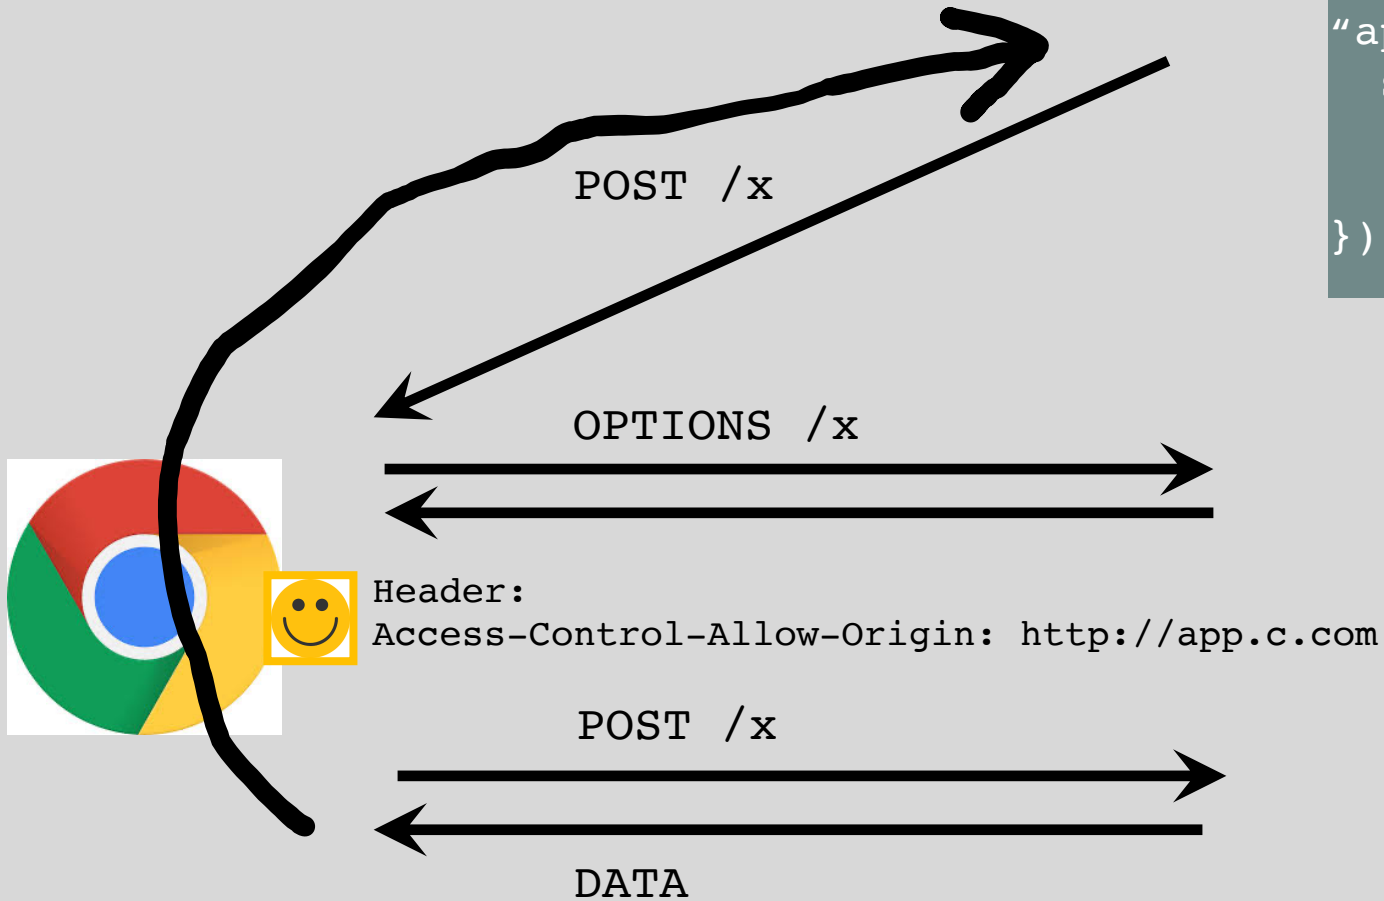 POST /x
})
OPTIONS /x
Header:
Access-Control-Allow-Origin: http://app.c.com
POST /x
DATA